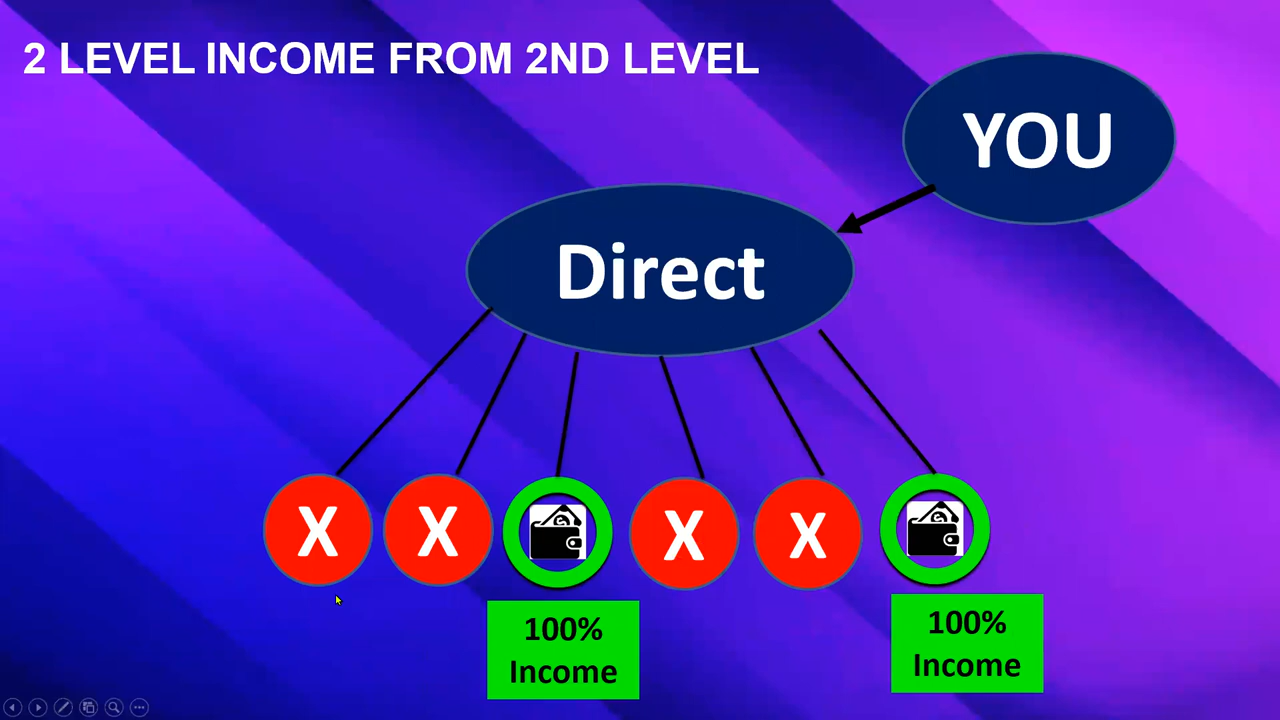 2 LEVEL INCOME FROM 2ND LEVEL
YOU
Direct
X X X X
100%
Income
100%
Income